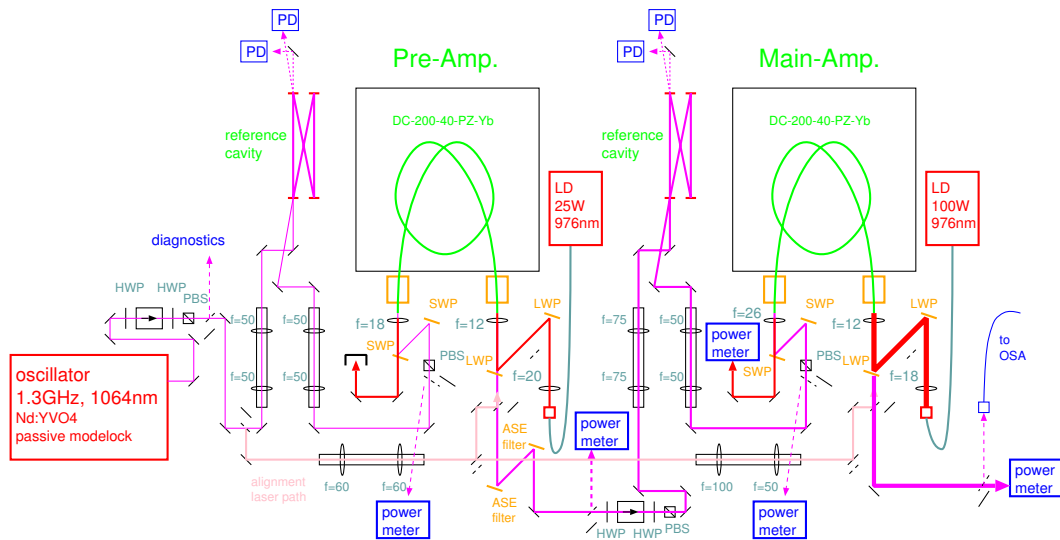 PD
PD
Pre-Amp.
PD
PD
Main-Amp.
DC-200-40-PZ-Yb
DC-200-40-PZ-Yb
reference
cavity
reference
cavity
LD
25W
976nm
LD
100W
976nm
diagnostics
HWP
HWP
PBS
f=50
f=50
f=18
SWP
f=12
LWP
f=75
f=50
f=26
SWP
f=12
LWP
SWP
LWP
PBS
power
meter
SWP
LWP
PBS
to
OSA
f=50
f=50
f=20
f=75
f=50
f=18
oscillator
1.3GHz, 1064nm
Nd:YVO4
passive modelock
ASE
filter
power
meter
alignment
laser path
f=60
f=60
ASE
filter
f=100
f=50
power
meter
power
meter
HWP
HWP
PBS
power
meter